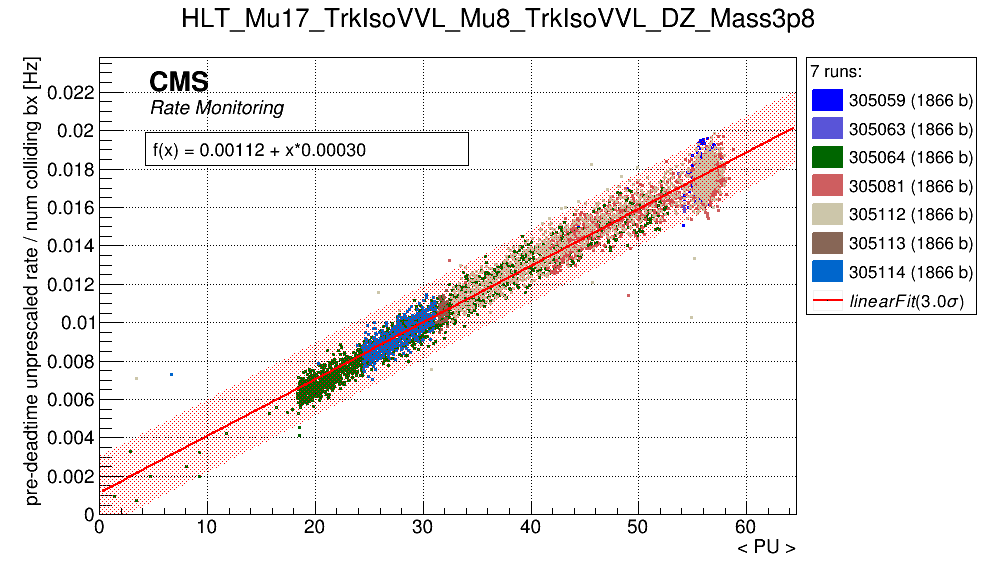 HLT_Mu17_TrkIsoVVL_Mu8_TrkIsoVVL_DZ_Mass3p8
pre-deadtime unprescaled rate / num colliding bx [Hz]
CMS
Rate Monitoring
f(x) = 0.00112 + x*0.00030
0.022
0.02
0.018
0.016
0.014
0.012
0.01
0.008
0.006
0.004
0.002
0
0 10 20 30 40 50 60
< PU >
7 runs:
305059 (1866 b)
305063 (1866 b)
305064 (1866 b)
305081 (1866 b)
305112 (1866 b)
305113 (1866 b)
305114 (1866 b)
linearFit(3.0σ)